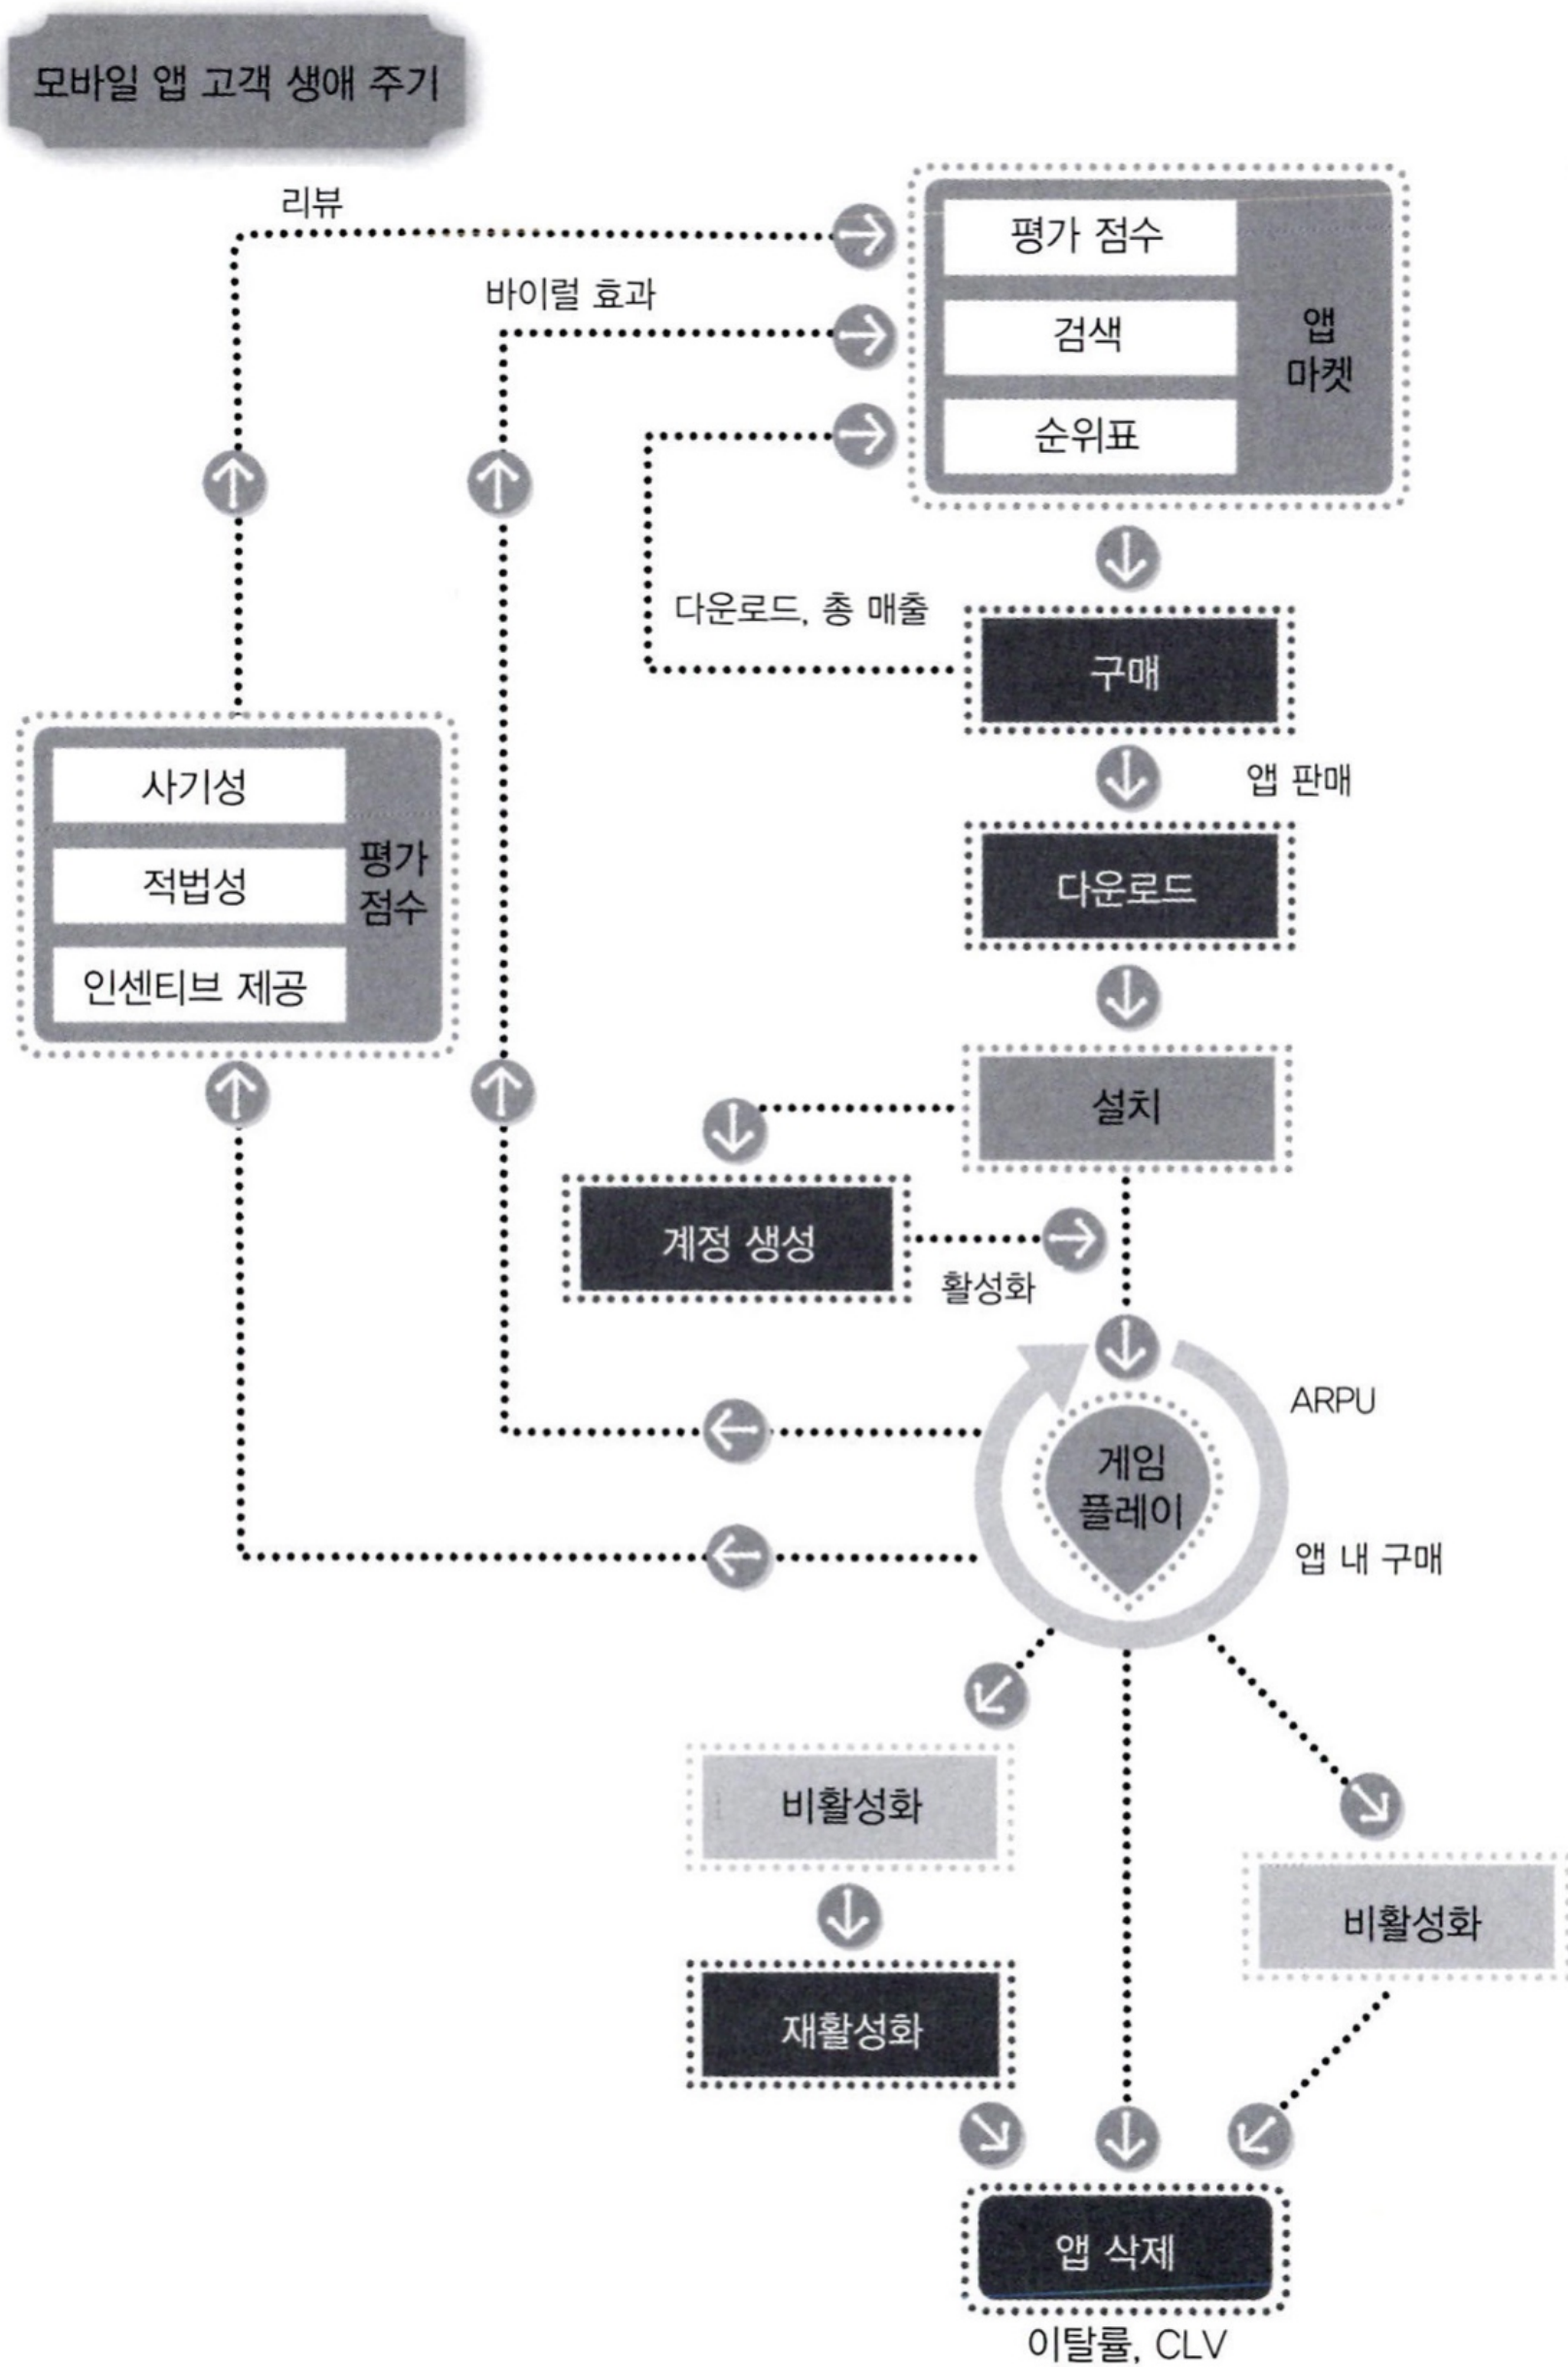 모바일 앱 고객 생애 주기
리뷰
평가 점수
바이럴 효과
검색
앱
마켓
순위표
다운로드, 총 매출
구매
앱 판매
사기성
적법성
인센티브 제공
평가
점수
다운로드
설치
계정 생성
활성화
ARPU
게임
플레이
앱 내 구매
비활성화
비활성화
재활성화
앱 삭제
이탈률, CLV